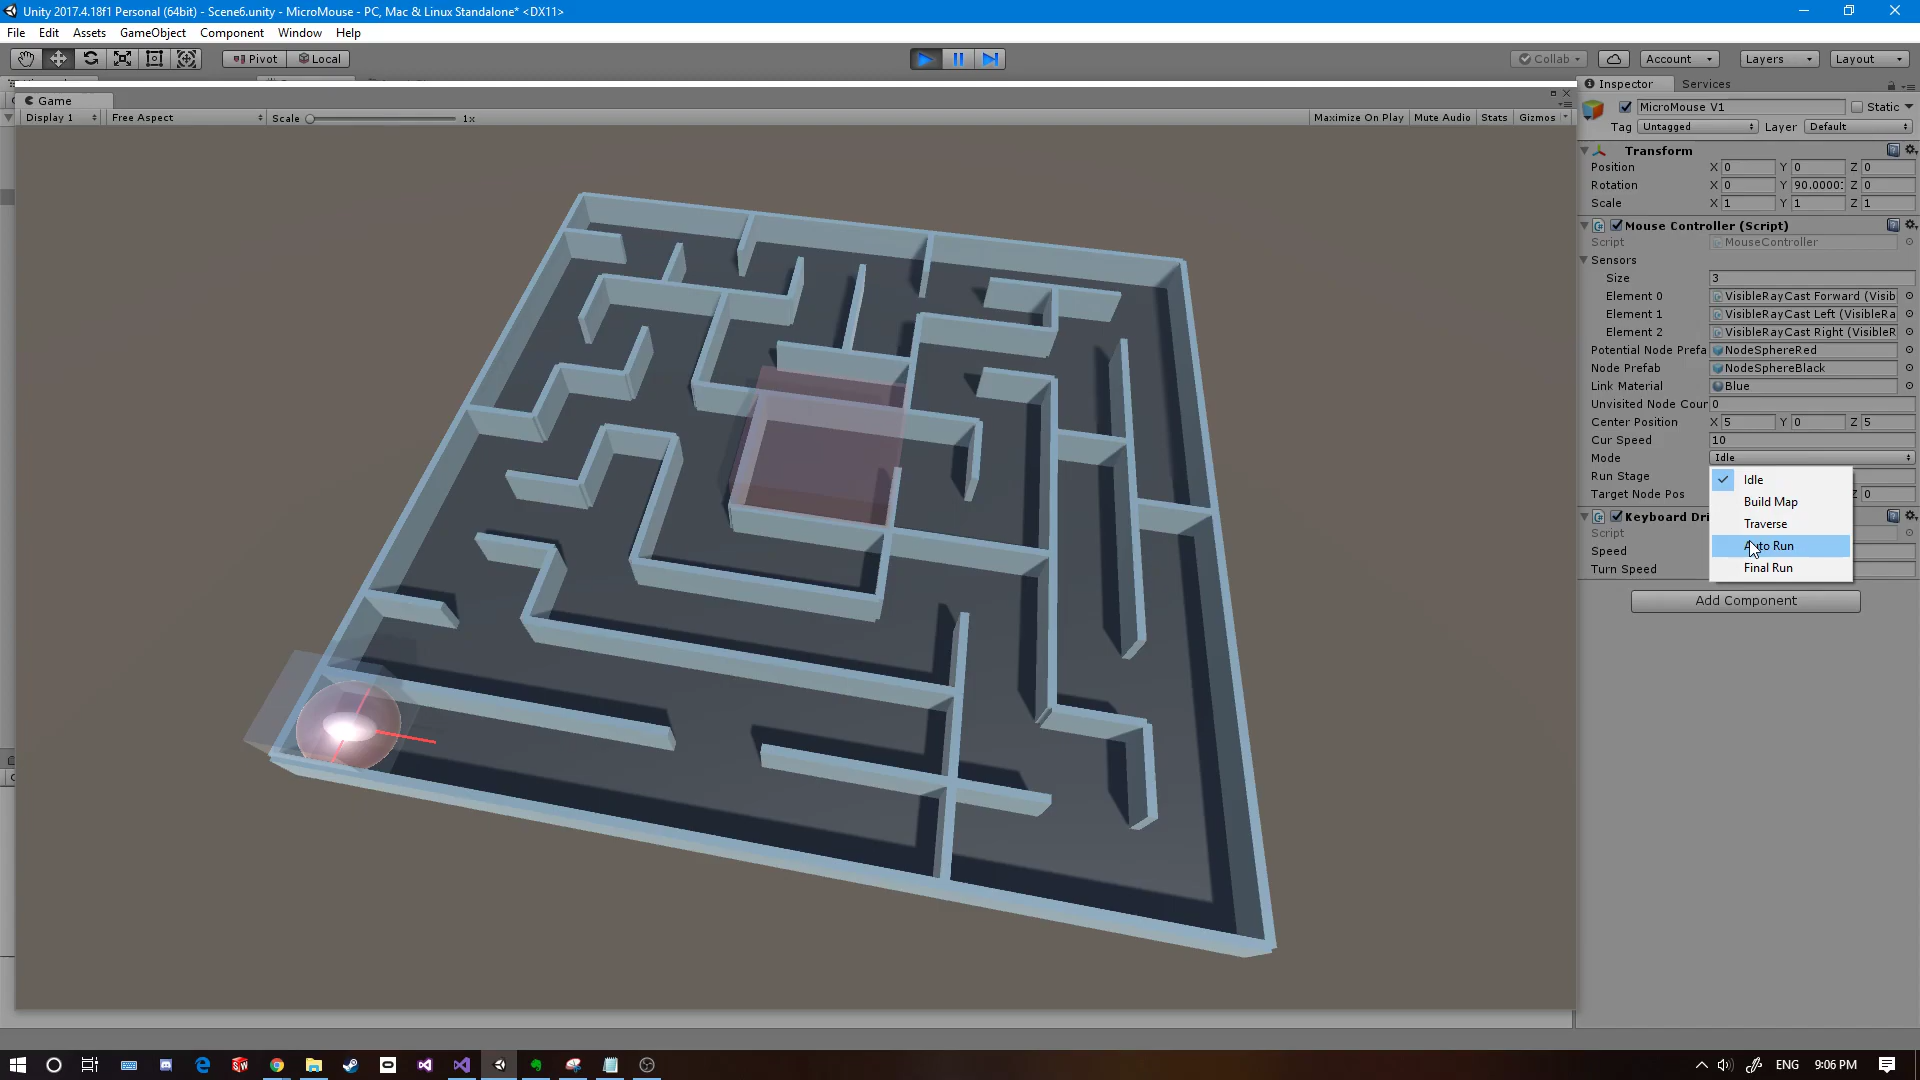 Unity 2017.4.18f1 Personal (64bit) - Scene6.unity - MicroMouse - PC, Mac & Linux Standalone* <DX11>
File Edit Assets GameObject Component Window Help
Pivot Local Collab Account Layers Layout
Inspector Services
Game
Display 1 Free Aspect Scale 1x Maximize On Play Mute Audio Stats Gizmos
MicroMouse V1 Static
Tag Untagged Layer Default
Transform
Position X 0 Y 0 Z 0
Rotation X 0 Y 90.0000: Z 0
Scale X 1 Y 1 Z 1
Mouse Controller (Script)
Script MouseController
Sensors
Size 3
Element 0 VisibleRayCast Forward (Visib
Element 1 VisibleRayCast Left (VisibleRa
Element 2 VisibleRayCast Right (VisibleR
Potential Node Prefa NodeSphereRed
Node Prefab NodeSphereBlack
Link Material Blue
Unvisited Node Cour 0
Center Position X 5 Y 0 Z 5
Cur Speed 10
Mode Idle
Run Stage
Target Node Pos Z 0
Idle
Build Map
Traverse
Auto Run
Final Run
Keyboard Dri
Script
Speed
Turn Speed
Add Component
ENG 9:06 PM